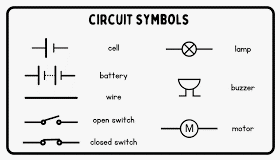 CIRCUIT SYMBOLS
cell
lamp
battery
buzzer
wire
open switch
M
motor
closed switch